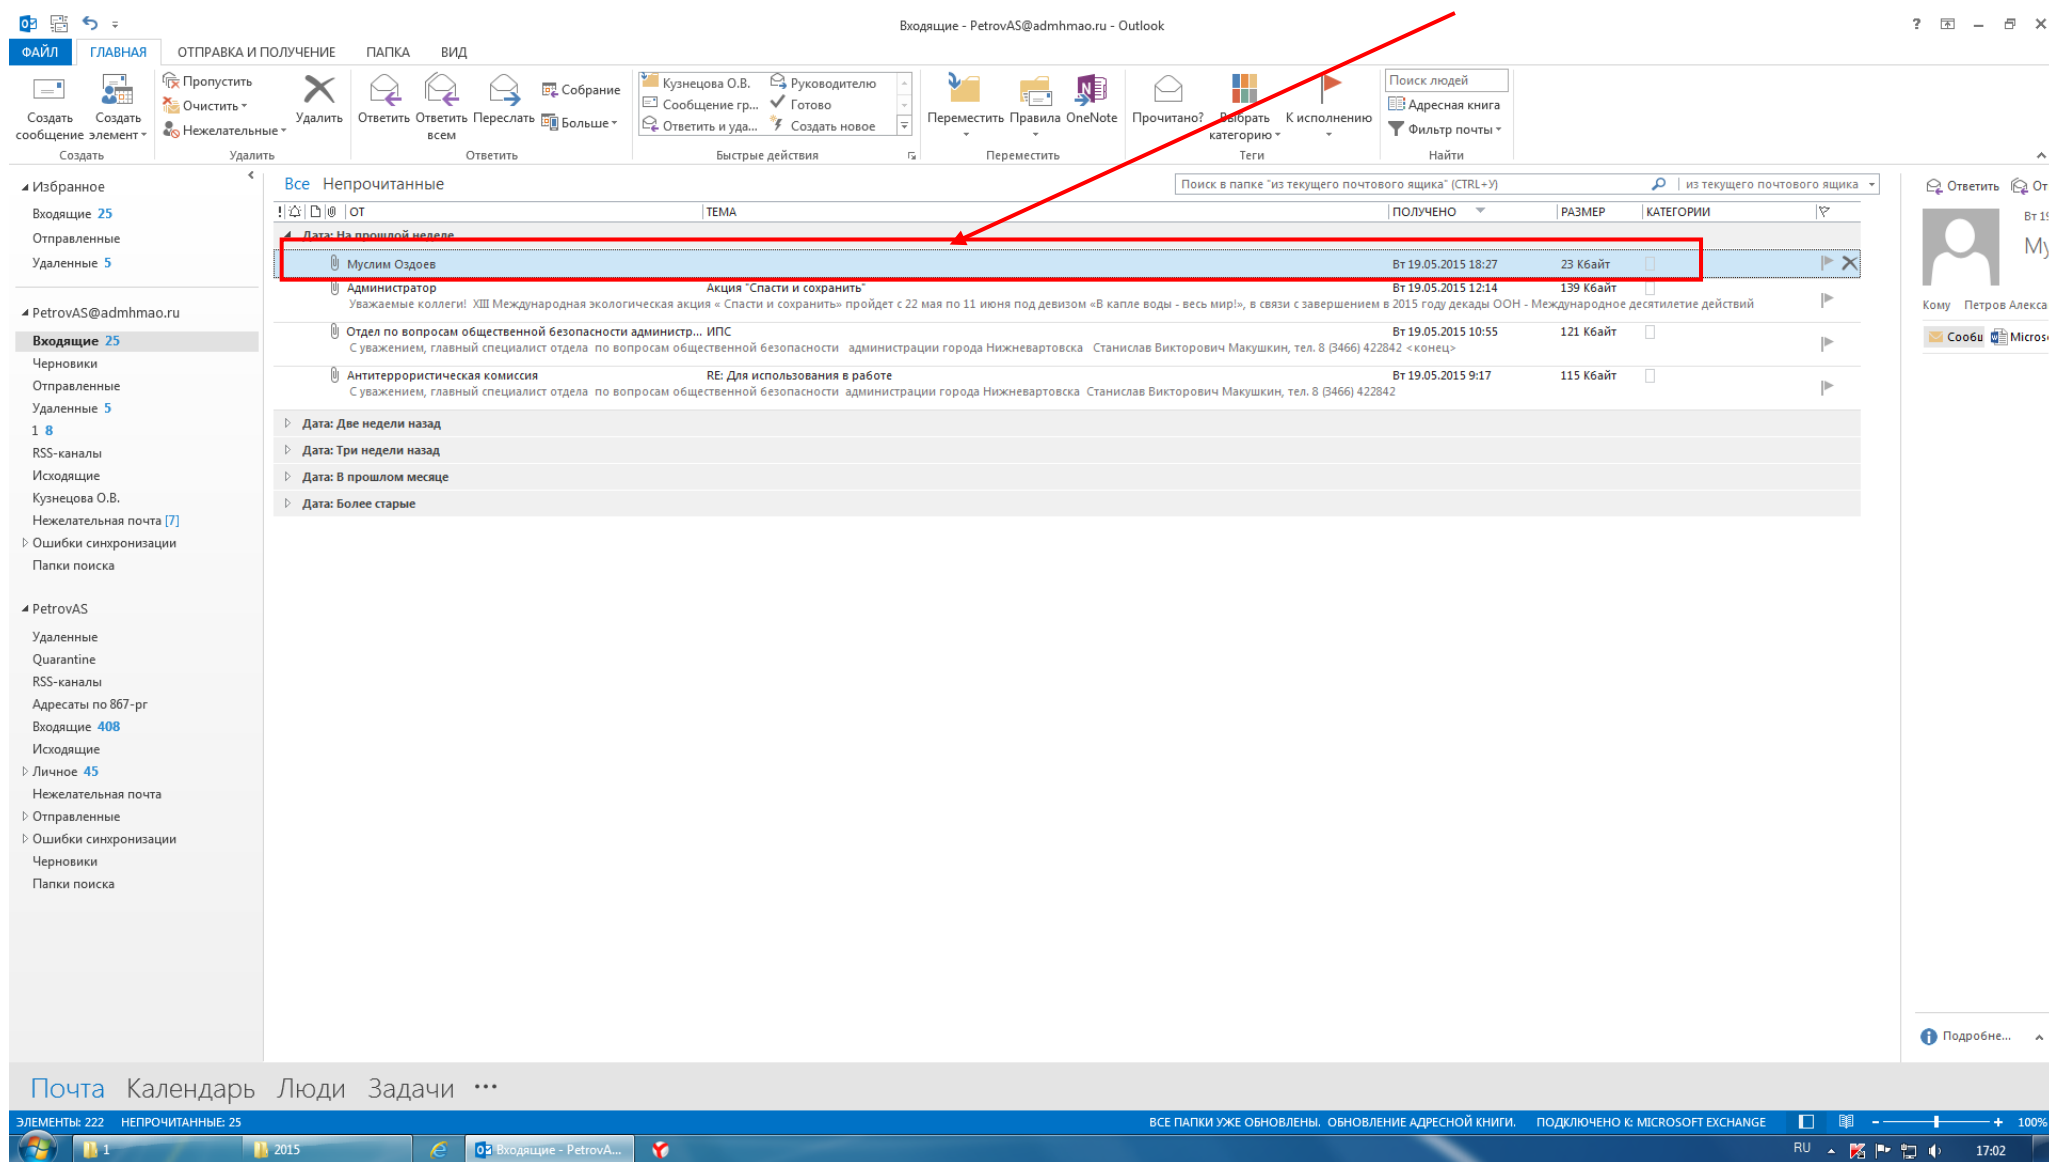 Входящие - PetrovAS@admhmao.ru - Outlook
ФАЙЛ ГЛАВНАЯ ОТПРАВКА И ПОЛУЧЕНИЕ ПАПКА ВИД
Создать сообщение
Создать элемент
Создать
Пропустить
Очистить
Нежелательные
Удалить
Удалить
Ответить
Ответить всем
Переслать
Собрание
Больше
Ответить
Кузнецова О.В.
Сообщение гр...
Ответить и уда...
Руководителю
Готово
Создать новое
Быстрые действия
Переместить
Правила
OneNote
Переместить
Прочитано?
Выбрать категорию
К исполнению
Теги
Поиск людей
Адресная книга
Фильтр почты
Найти
Избранное
Входящие 25
Отправленные
Удаленные 5
PetrovAS@admhmao.ru
Входящие 25
Черновики
Отправленные
Удаленные 5
1 8
RSS-каналы
Исходящие
Кузнецова О.В.
Нежелательная почта [7]
Ошибки синхронизации
Папки поиска
PetrovAS
Удаленные
Quarantine
RSS-каналы
Адресаты по 867-рг
Входящие 408
Исходящие
Личное 45
Нежелательная почта
Отправленные
Ошибки синхронизации
Черновики
Папки поиска
Все Непрочитанные
Поиск в папке "из текущего почтового ящика" (CTRL+У)
из текущего почтового ящика
ОТ ТЕМА ПОЛУЧЕНО РАЗМЕР КАТЕГОРИИ
Дата: На прошлой неделе
Муслим Оздоев Вт 19.05.2015 18:27 23 Кбайт
Администратор Акция "Спасти и сохранить" Вт 19.05.2015 12:14 139 Кбайт
Уважаемые коллеги! XIII Международная экологическая акция « Спасти и сохранить» пройдет с 22 мая по 11 июня под девизом «В капле воды - весь мир!», в связи с завершением в 2015 году декады ООН - Международное десятилетие действий
Отдел по вопросам общественной безопасности администр... ИПС Вт 19.05.2015 10:55 121 Кбайт
С уважением, главный специалист отдела по вопросам общественной безопасности администрации города Нижневартовска Станислав Викторович Макушкин, тел. 8 (3466) 422842 <конец>
Антитеррористическая комиссия RE: Для использования в работе Вт 19.05.2015 9:17 115 Кбайт
С уважением, главный специалист отдела по вопросам общественной безопасности администрации города Нижневартовска Станислав Викторович Макушкин, тел. 8 (3466) 422842
Дата: Две недели назад
Дата: Три недели назад
Дата: В прошлом месяце
Дата: Более старые
Ответить От
Вт 19
Му
Кому Петров Алекса
Сообщ Microso
Подробне...
Почта Календарь Люди Задачи •••
ЭЛЕМЕНТЫ: 222 НЕПРОЧИТАННЫЕ: 25
ВСЕ ПАПКИ УЖЕ ОБНОВЛЕНЫ. ОБНОВЛЕНИЕ АДРЕСНОЙ КНИГИ. ПОДКЛЮЧЕНО К: MICROSOFT EXCHANGE 100%
1 2015 Входящие - PetrovA... RU 17:02